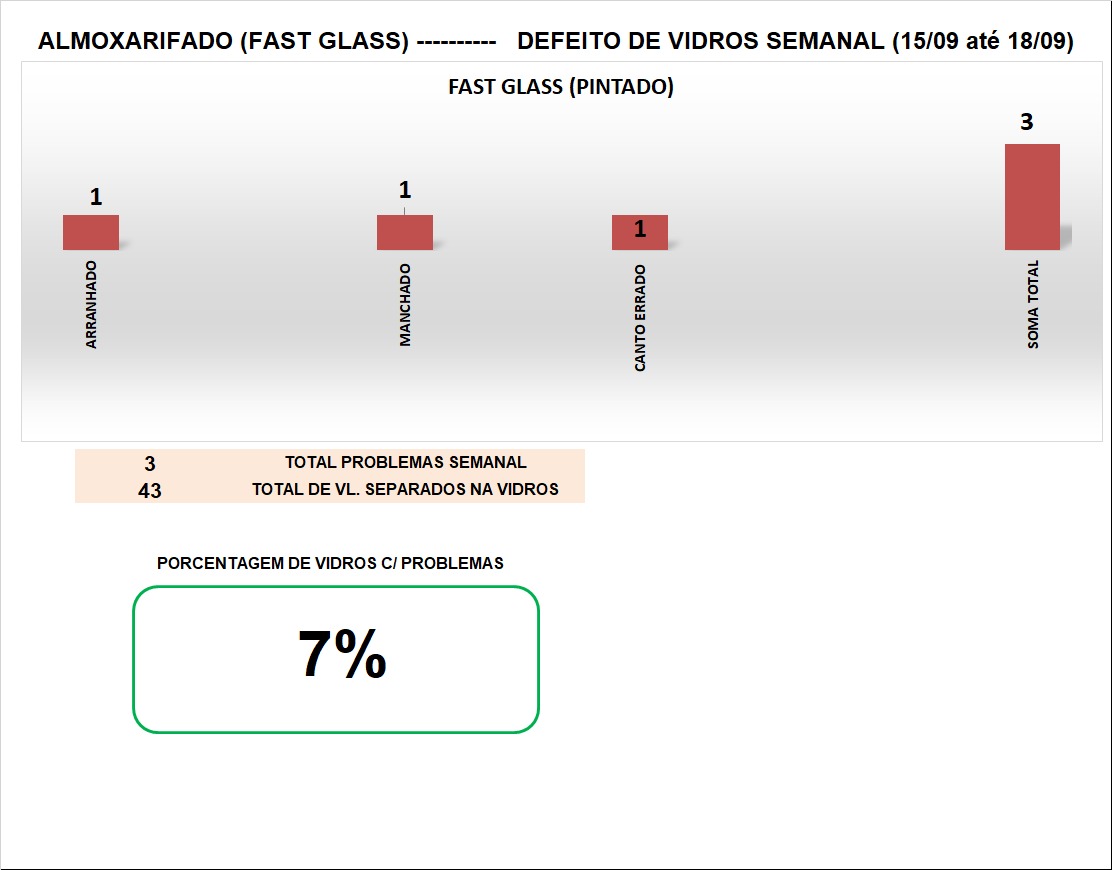 ALMOXARIFADO (FAST GLASS) ---------- DEFEITO DE VIDROS SEMANAL (15/09 até 18/09)
FAST GLASS (PINTADO)
1
1
1
3
ARRANHADO
MANCHADO
CANTO ERRADO
SOMA TOTAL
3 TOTAL PROBLEMAS SEMANAL
43 TOTAL DE VL. SEPARADOS NA VIDROS
PORCENTAGEM DE VIDROS C/ PROBLEMAS
7%